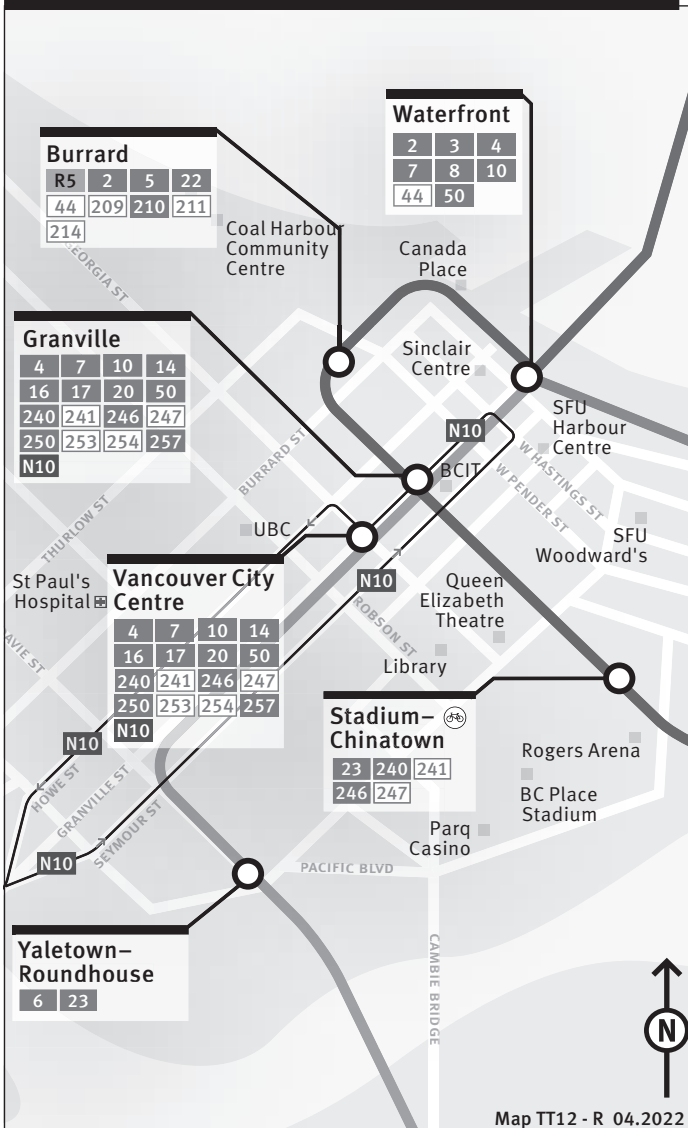 Waterfront
2 3 4
7 8 10
44 50
Burrard
R5 2 5 22
44 209 210 211
214
Coal Harbour
Community
Centre
GEORGIA ST
Canada
Place
Granville
4 7 10 14
16 17 20 50
240 241 246 247
250 253 254 257
N10
Sinclair
Centre
SFU
Harbour
Centre
N10
BURRARD ST
BCIT
W HASTINGS ST
W PENDER ST
THURLOW ST
UBC
SFU
Woodward's
St Paul's
Hospital
Vancouver City
Centre
4 7 10 14
16 17 20 50
240 241 246 247
250 253 254 257
N10
N10
Queen
Elizabeth
Theatre
ROBSON ST
Library
AVIE ST
Stadium–
Chinatown
23 240 241
246 247
N10
Rogers Arena
HOWE ST
GRANVILLE ST
SEYMOUR ST
BC Place
Stadium
Parq
Casino
N10
PACIFIC BLVD
Yaletown–
Roundhouse
6 23
CAMBIE BRIDGE
N
Map TT12 - R 04.2022